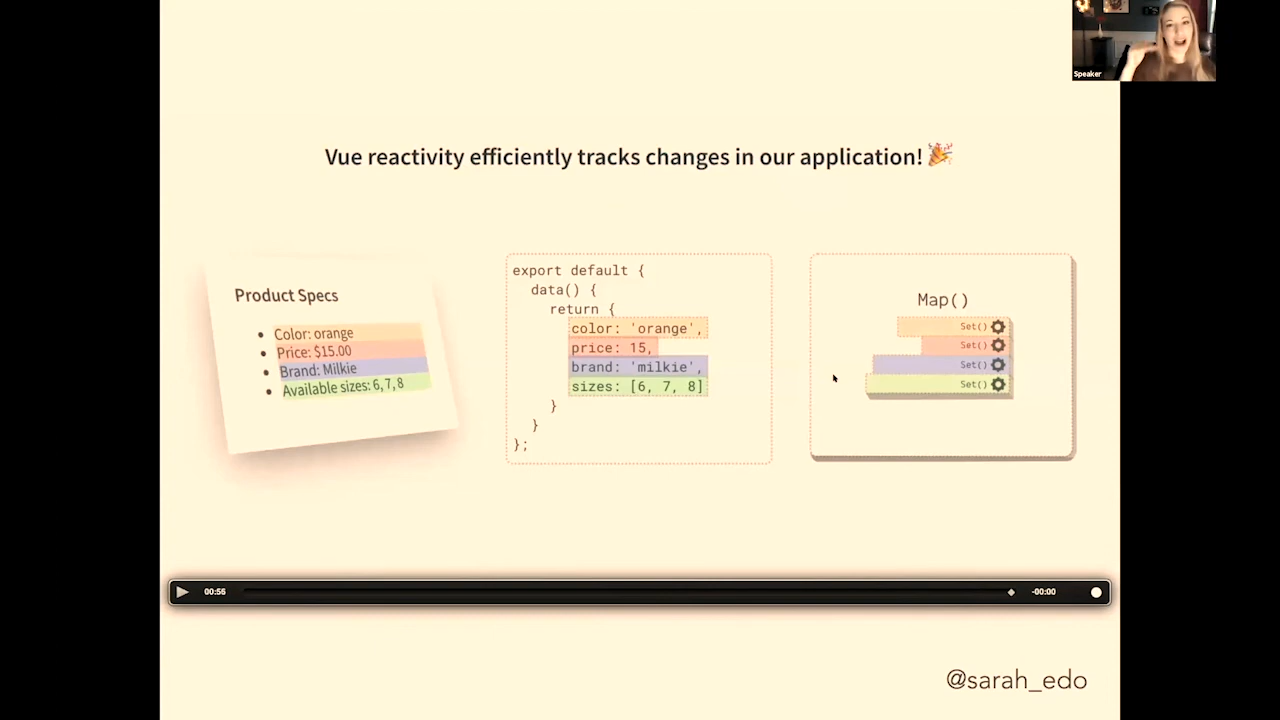 Speaker
Vue reactivity efficiently tracks changes in our application!
Product Specs
Color: orange
Price: $15.00
Brand: Milkie
Available sizes: 6, 7, 8
export default {
data() {
return {
color: 'orange',
price: 15,
brand: 'milkie',
sizes: [6, 7, 8]
}
}
};
Map()
Set()
Set()
Set()
Set()
00:56
-00:00
@sarah_edo